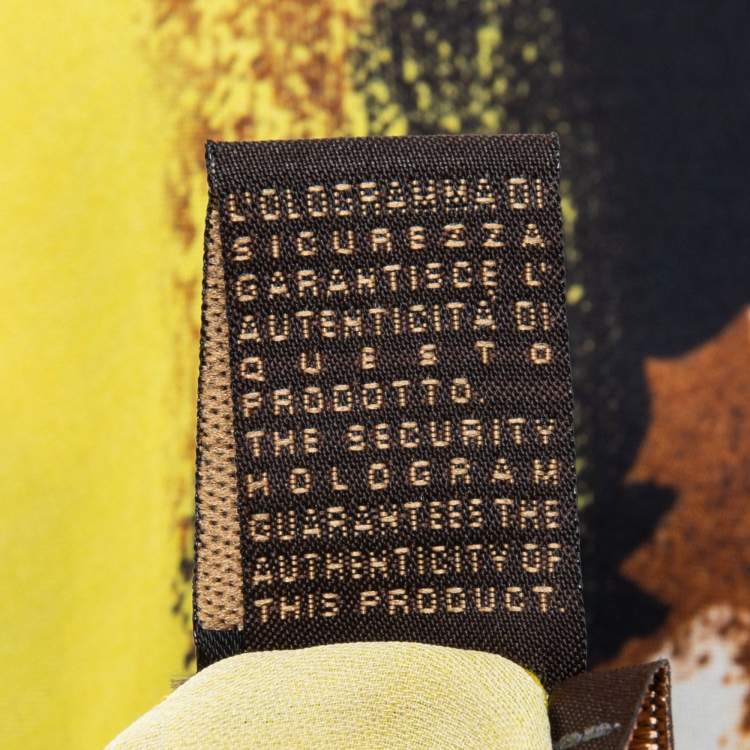 L'OLOGRAMMA DI
SICUREZZA
GARANTISCE L'
AUTENTICITÀ DI
QUESTO
PRODOTTO.
THE SECURITY
HOLOGRAM
GUARANTEES THE
AUTHENTICITY OF
THIS PRODUCT.